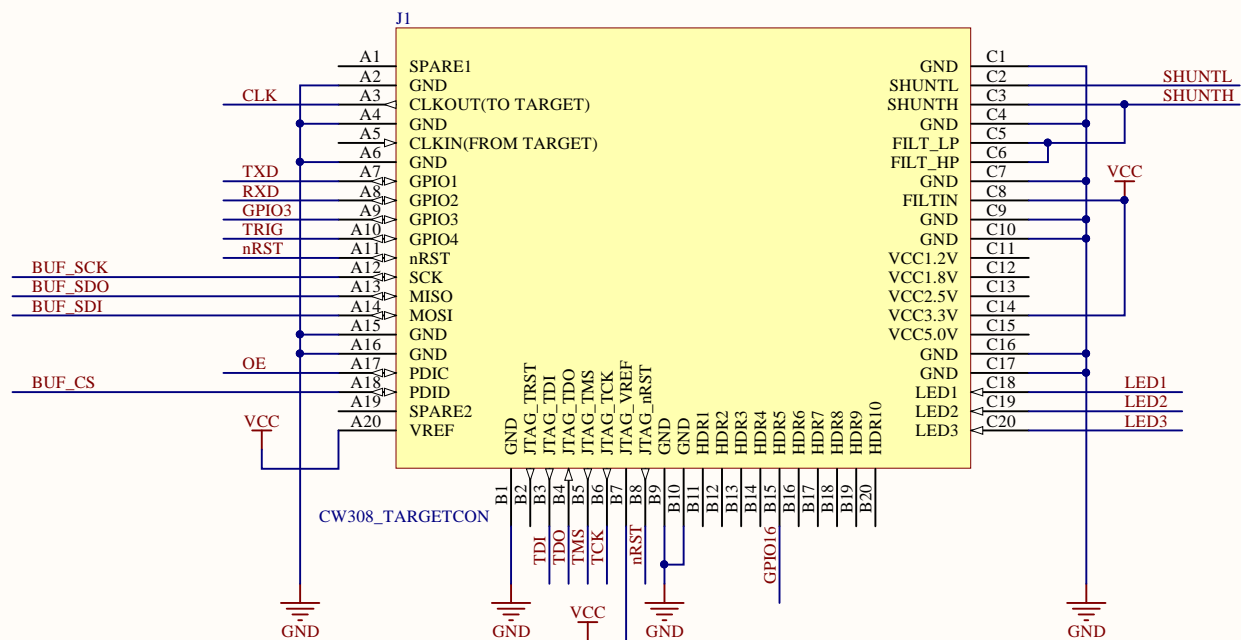 J1
A1 SPARE1 GND C1
A2 GND SHUNTL C2 SHUNTL
CLK A3 CLKOUT(TO TARGET) SHUNTH C3 SHUNTH
A4 GND GND C4
A5 CLKIN(FROM TARGET) FILT_LP C5
A6 GND FILT_HP C6
TXD A7 GPIO1 GND C7 VCC
RXD A8 GPIO2 FILTIN C8
GPIO3 A9 GPIO3 GND C9
TRIG A10 GPIO4 GND C10
nRST A11 nRST VCC1.2V C11
BUF_SCK A12 SCK VCC1.8V C12
BUF_SDO A13 MISO VCC2.5V C13
BUF_SDI A14 MOSI VCC3.3V C14
A15 GND VCC5.0V C15
A16 GND GND C16
OE A17 PDIC GND C17
BUF_CS A18 PDID LED1 C18 LED1
A19 SPARE2 LED2 C19 LED2
VCC A20 VREF LED3 C20 LED3
GND JTAG_TRST JTAG_TDI JTAG_TDO JTAG_TMS JTAG_TCK JTAG_VREF JTAG_nRST GND GND HDR1 HDR2 HDR3 HDR4 HDR5 HDR6 HDR7 HDR8 HDR9 HDR10
B1 B2 B3 B4 B5 B6 B7 B8 B9 B10 B11 B12 B13 B14 B15 B16 B17 B18 B19 B20
CW308_TARGETCON
TDI TDO TMS TCK nRST GPIO16
VCC
GND GND GND GND